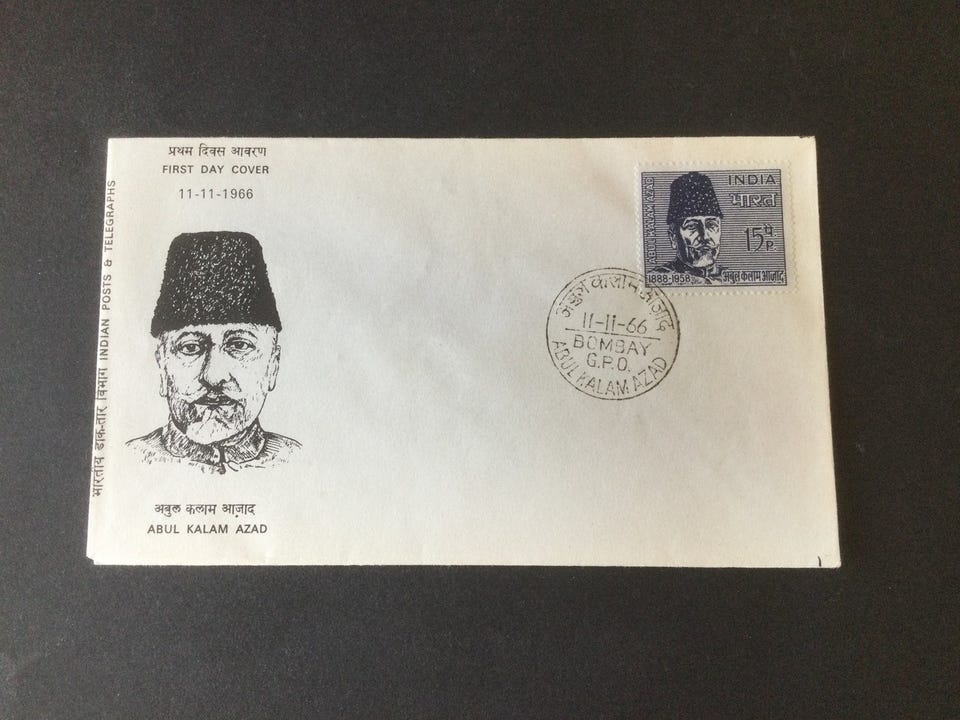 प्रथम दिवस आवरण
FIRST DAY COVER
11-11-1966
भारतीय डाक-तार विभाग INDIAN POSTS & TELEGRAPHS
अबुल कलाम आज़ाद
ABUL KALAM AZAD
INDIA
भारत
15 पै
P.
ABUL KALAM AZAD
1888-1958
अबुल कलाम आज़ाद
अबुल कलाम आज़ाद
11-11-66
BOMBAY
G.P.O.
ABUL KALAM AZAD